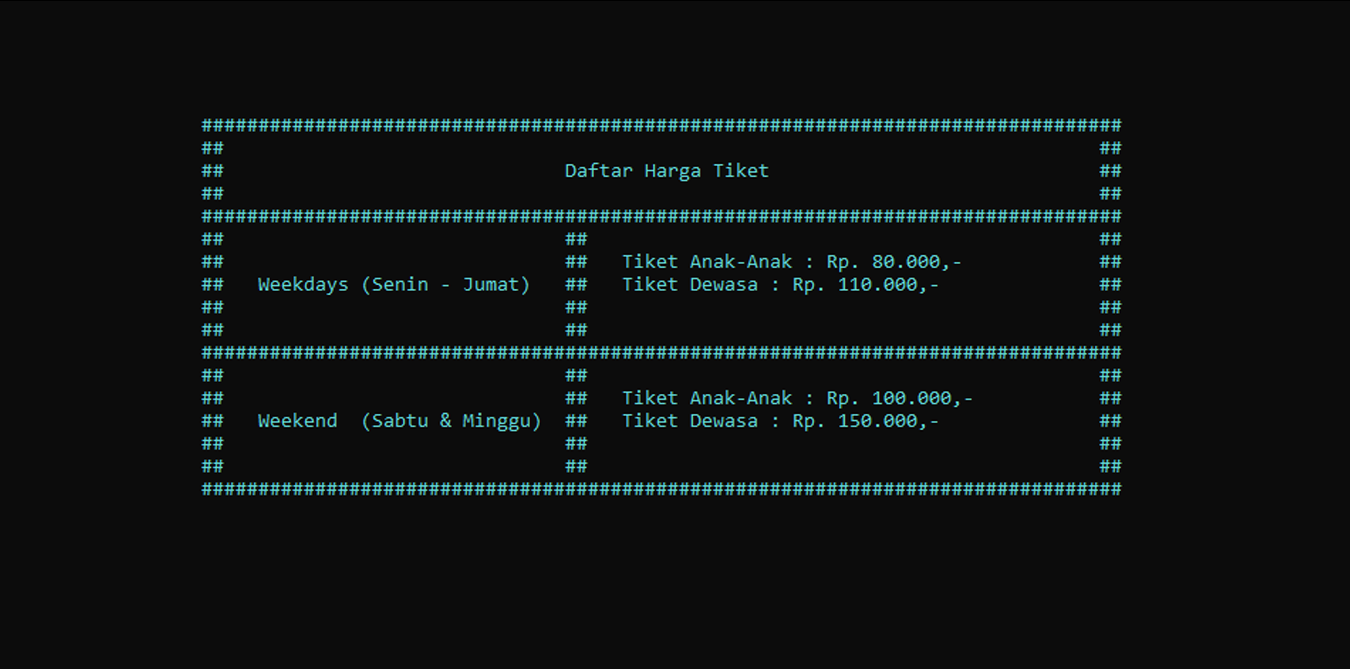 Daftar Harga Tiket
Tiket Anak-Anak : Rp. 80.000,-
Weekdays (Senin - Jumat) Tiket Dewasa : Rp. 110.000,-
Tiket Anak-Anak : Rp. 100.000,-
Weekend  (Sabtu & Minggu) Tiket Dewasa : Rp. 150.000,-